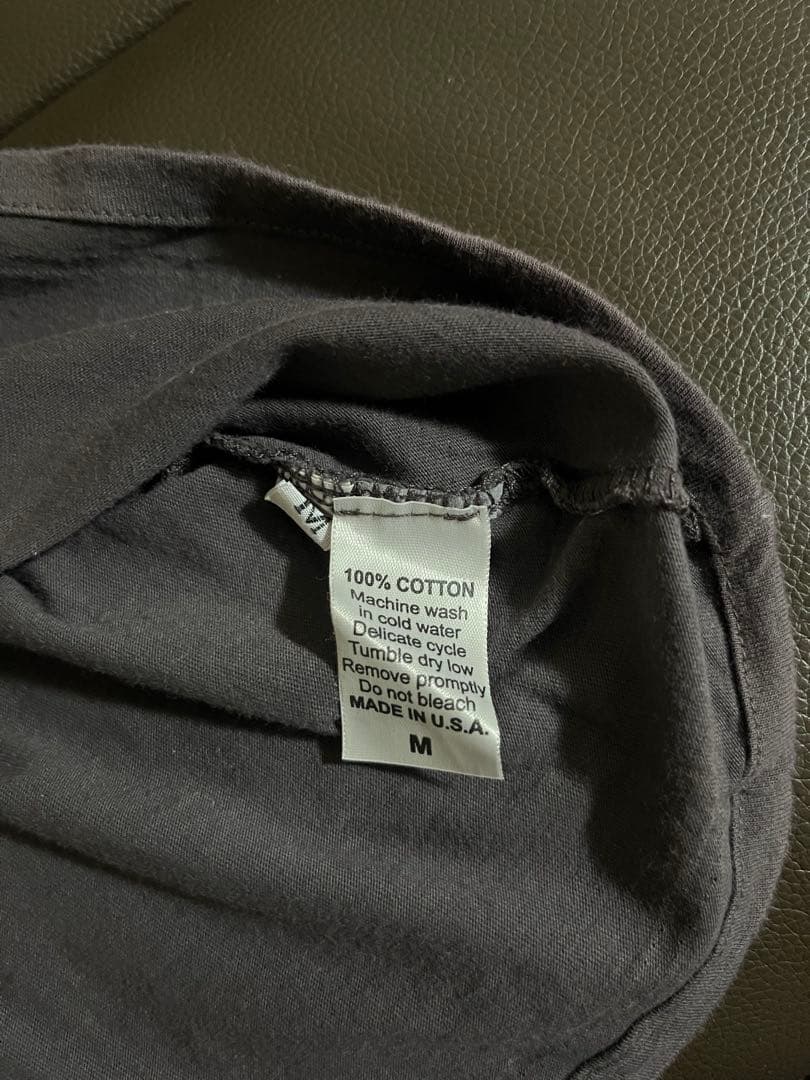 100% COTTON
Machine wash
in cold water
Delicate cycle
Tumble dry low
Remove promptly
Do not bleach
MADE IN U.S.A.
M